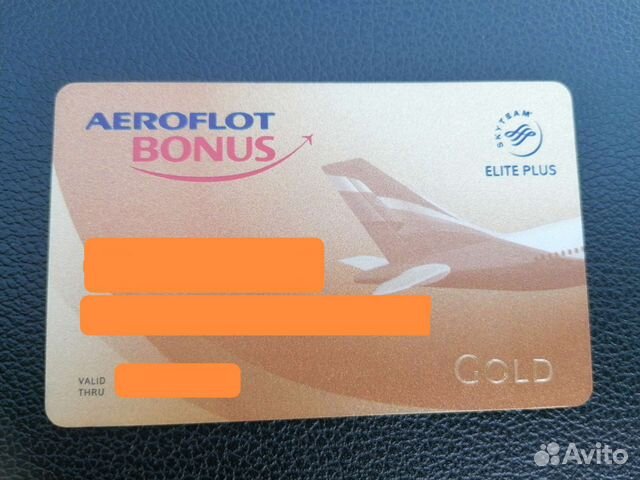 AEROFLOT
BONUS
SKYTEAM
ELITE PLUS
VALID
THRU
GOLD
Avito